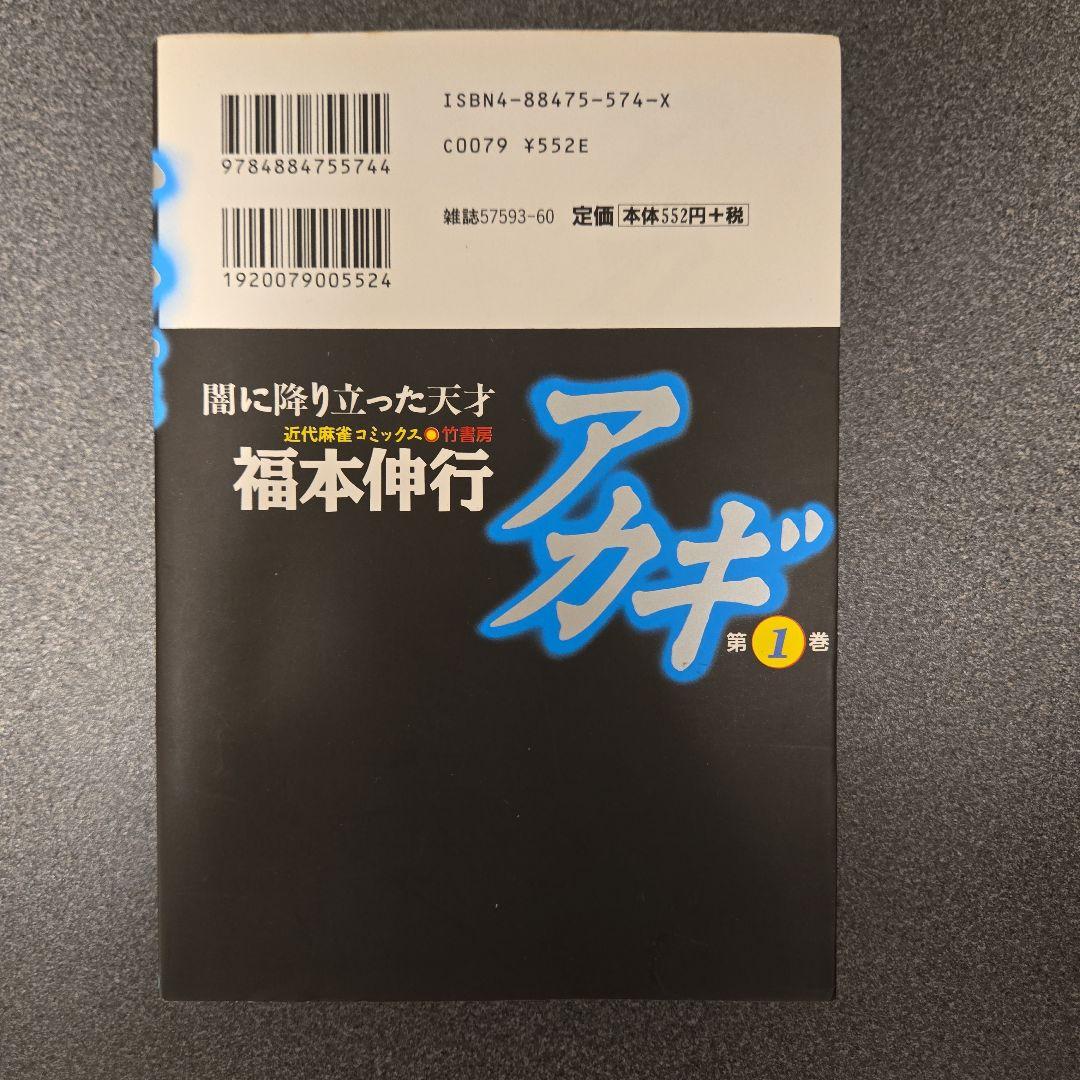 ISBN4-88475-574-X
9784884755744
C0079 ¥552E
1920079005524
雑誌57593-60 定価 本体552円+税
闇に降り立った天才
近代麻雀コミックス 竹書房
福本伸行
アカギ
第1巻